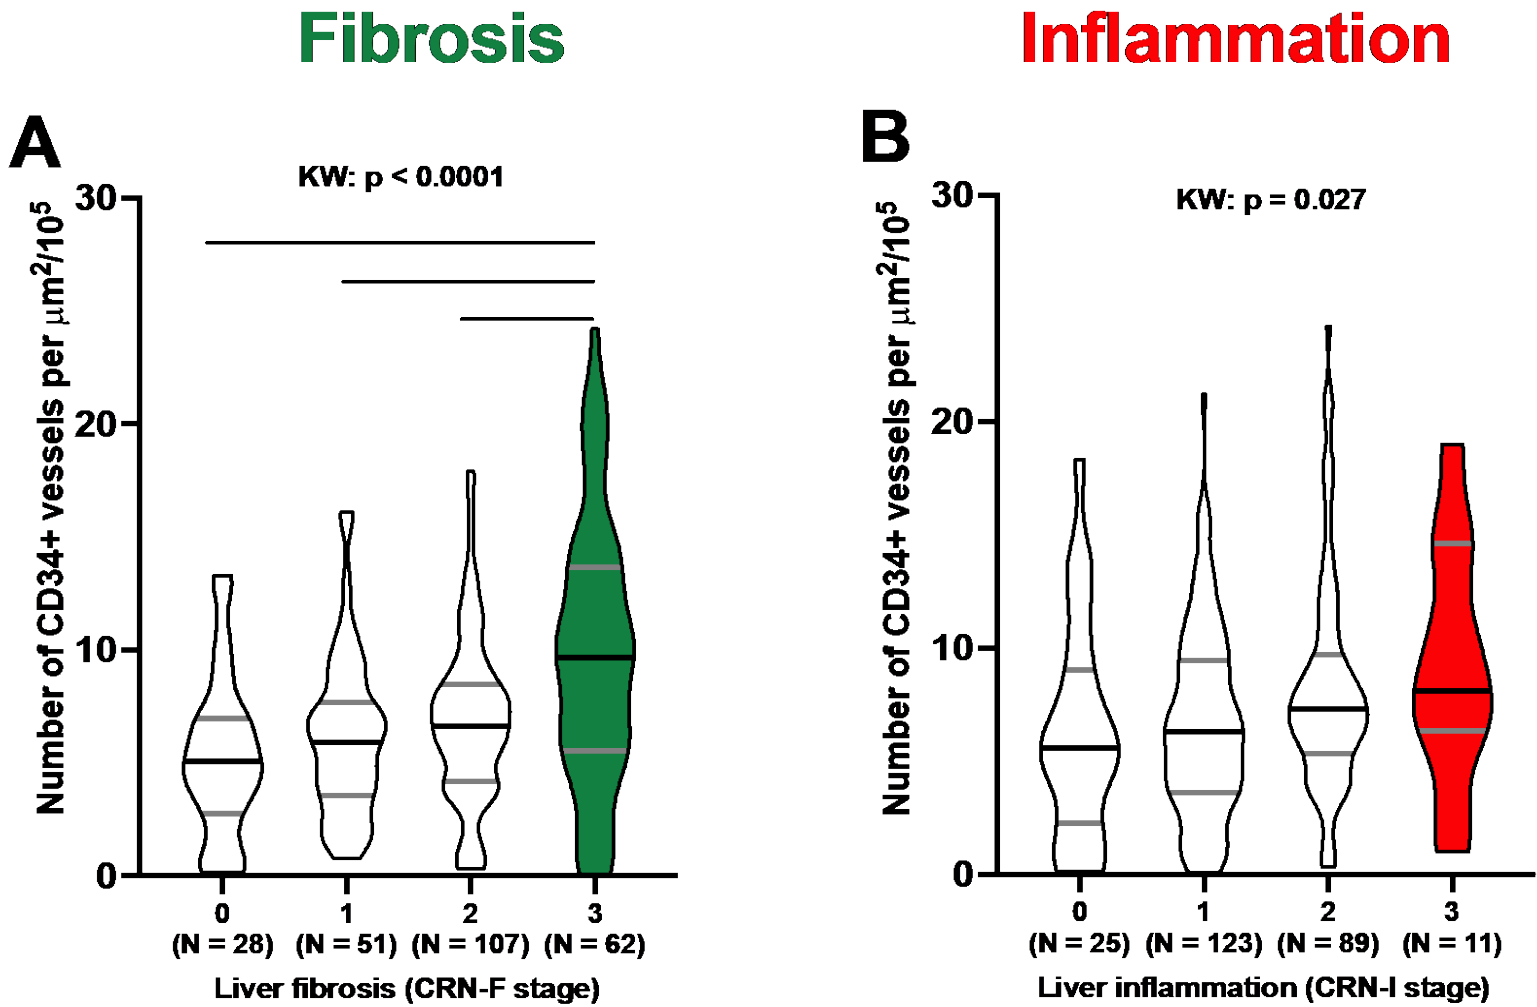 Fibrosis
Inflammation
A
KW: p < 0.0001
Number of CD34+ vessels per μm²/10⁵
30
20
10
0
0
1
2
3
(N = 28)
(N = 51)
(N = 107)
(N = 62)
Liver fibrosis (CRN-F stage)
B
KW: p = 0.027
Number of CD34+ vessels per μm²/10⁵
30
20
10
0
0
1
2
3
(N = 25)
(N = 123)
(N = 89)
(N = 11)
Liver inflammation (CRN-I stage)